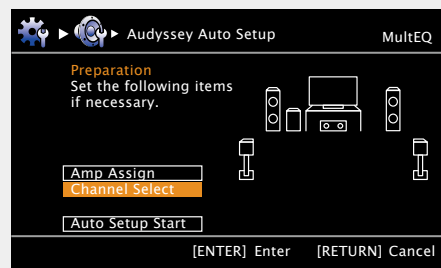 Audyssey Auto Setup
MultEQ
Preparation
Set the following items
if necessary.
Amp Assign
Channel Select
Auto Setup Start
[ENTER] Enter [RETURN] Cancel